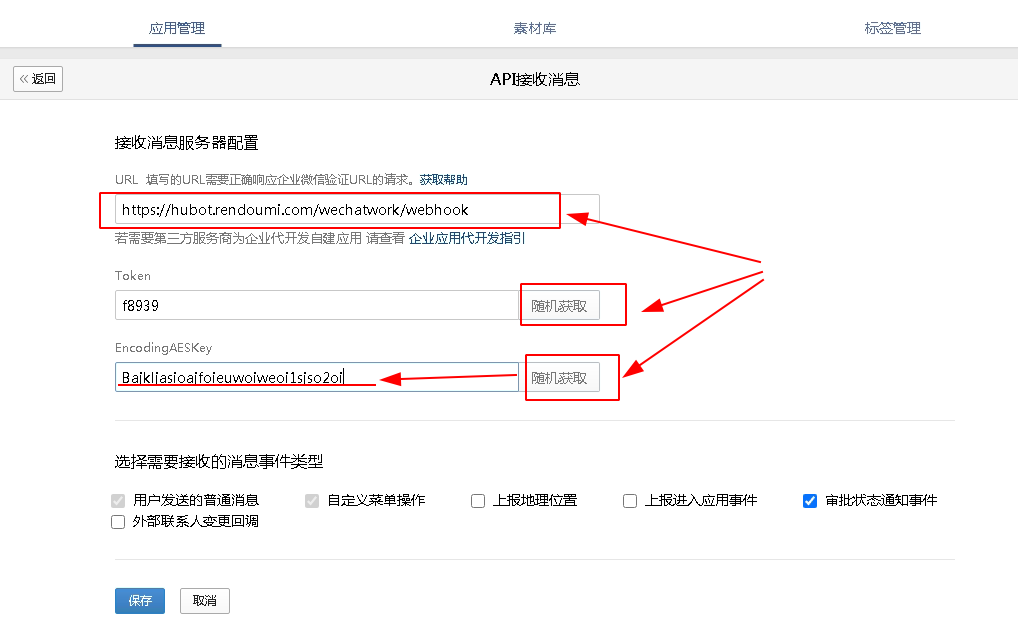 应用管理 素材库 标签管理
« 返回 API接收消息
接收消息服务器配置
URL 填写的URL需要正确响应企业微信验证URL的请求。获取帮助
https://hubot.rendoumi.com/wechatwork/webhook
若需要第三方服务商为企业代开发自建应用 请查看 企业应用代开发指引
Token
f8939 随机获取
EncodingAESKey
Bajkljasioajfoieuwoiweoi1sjso2oi 随机获取
选择需要接收的消息事件类型
用户发送的普通消息 自定义菜单操作 上报地理位置 上报进入应用事件 审批状态通知事件
外部联系人变更回调
保存 取消